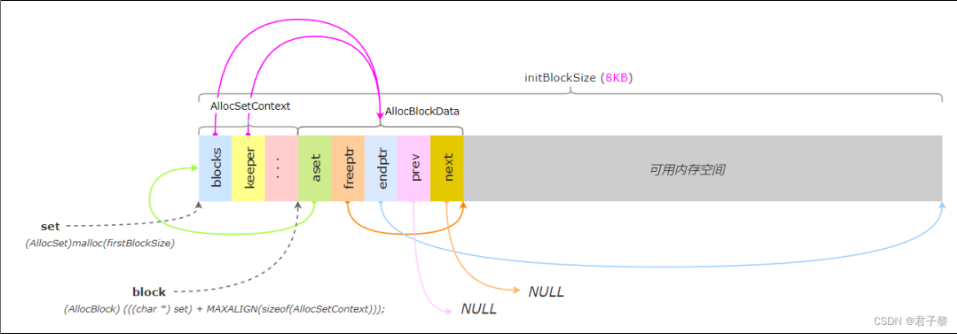 initBlockSize (8KB)
AllocSetContext
AllocBlockData
blocks
keeper
...
aset
freeptr
endptr
prev
next
可用内存空间
set
(AllocSet)malloc(firstBlockSize)
block
(AllocBlock) (((char *) set) + MAXALIGN(sizeof(AllocSetContext)));
NULL
NULL
CSDN @君子黎